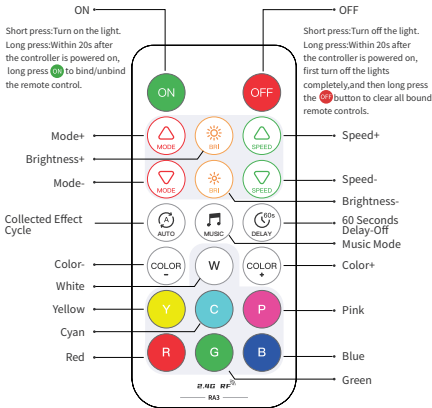 ON
OFF
Short press:Turn on the light.
Long press:Within 20s after
the controller is powered on,
long press ON to bind/unbind
the remote control.
Short press:Turn off the light.
Long press:Within 20s after
the controller is powered on,
first turn off the lights
completely,and then long press
the OFF button to clear all bound
remote controls.
ON
OFF
Mode+
MODE
BRI
SPEED
Speed+
Brightness+
Mode-
MODE
BRI
SPEED
Speed-
Brightness-
Collected Effect
Cycle
A
AUTO
MUSIC
60s
DELAY
60 Seconds
Delay-Off
Music Mode
Color-
COLOR
-
W
COLOR
+
Color+
White
Yellow
Y
C
P
Pink
Cyan
Red
R
G
B
Blue
Green
2.4G RF
RA3